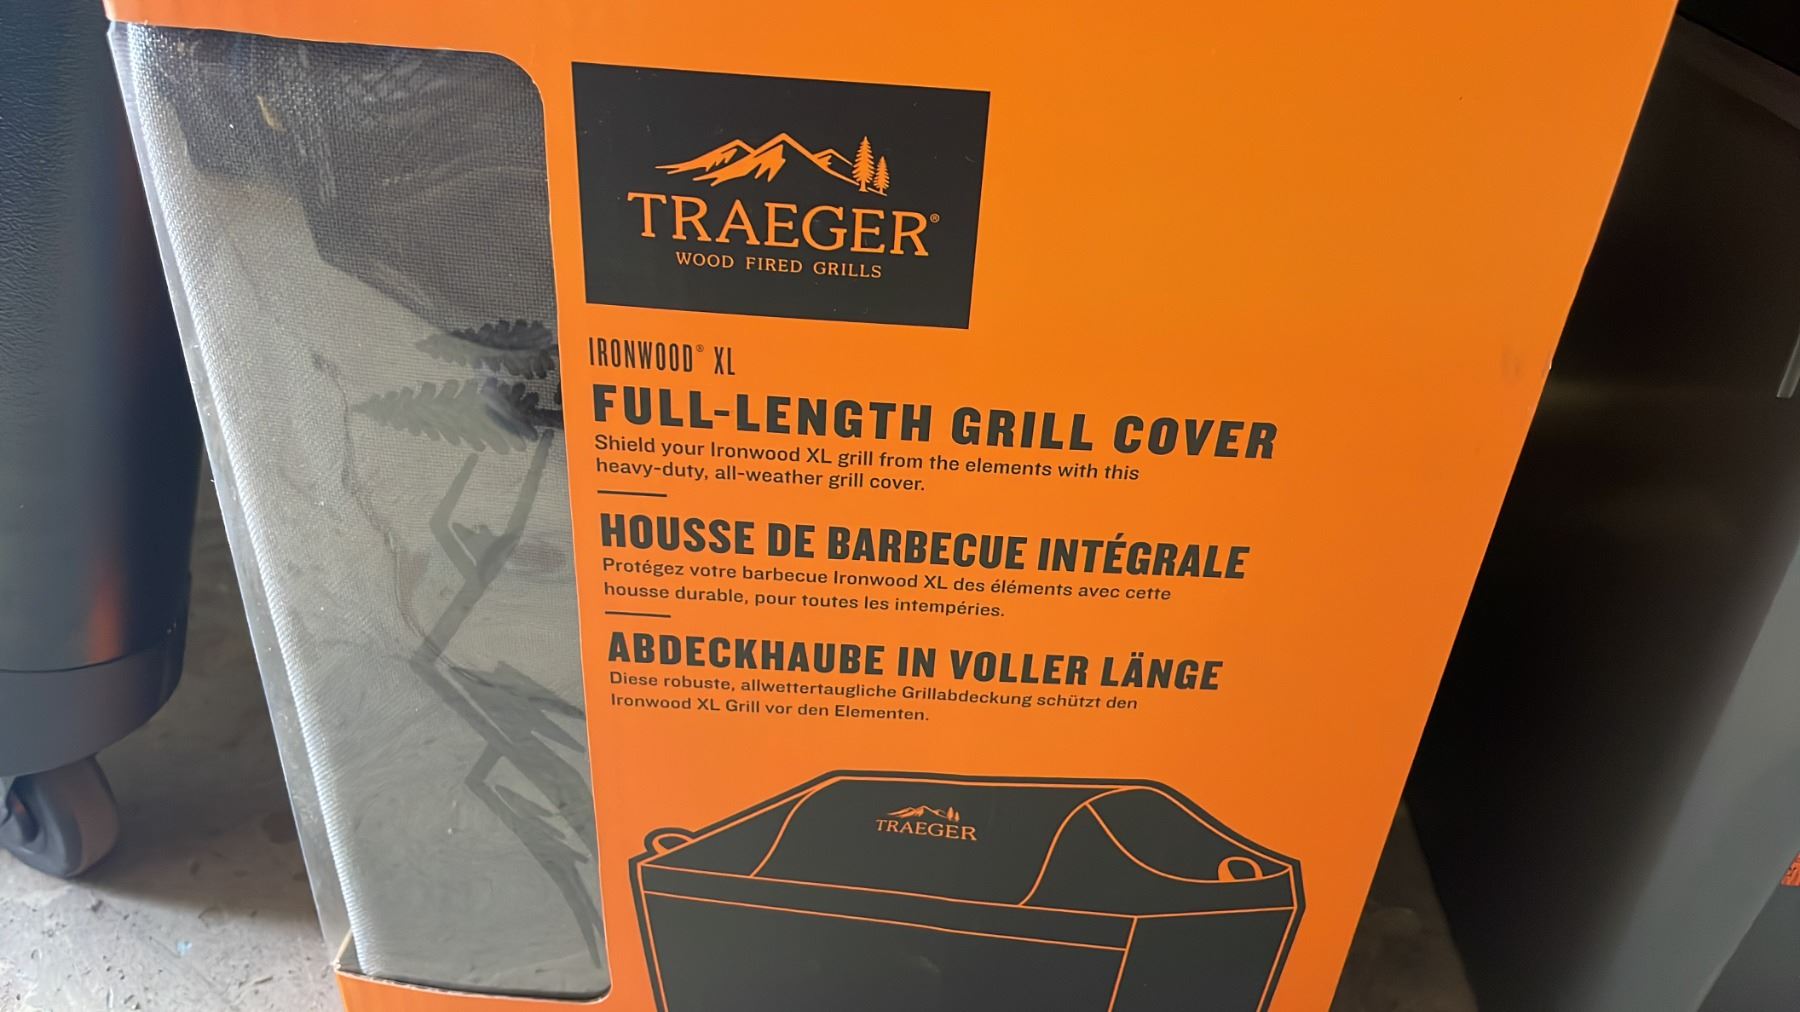 TRAEGER®
WOOD FIRED GRILLS
IRONWOOD® XL
FULL-LENGTH GRILL COVER
Shield your Ironwood XL grill from the elements with this
heavy-duty, all-weather grill cover.
HOUSSE DE BARBECUE INTÉGRALE
Protégez votre barbecue Ironwood XL des éléments avec cette
housse durable, pour toutes les intempéries.
ABDECKHAUBE IN VOLLER LÄNGE
Diese robuste, allwettertaugliche Grillabdeckung schützt den
Ironwood XL Grill vor den Elementen.
TRAEGER